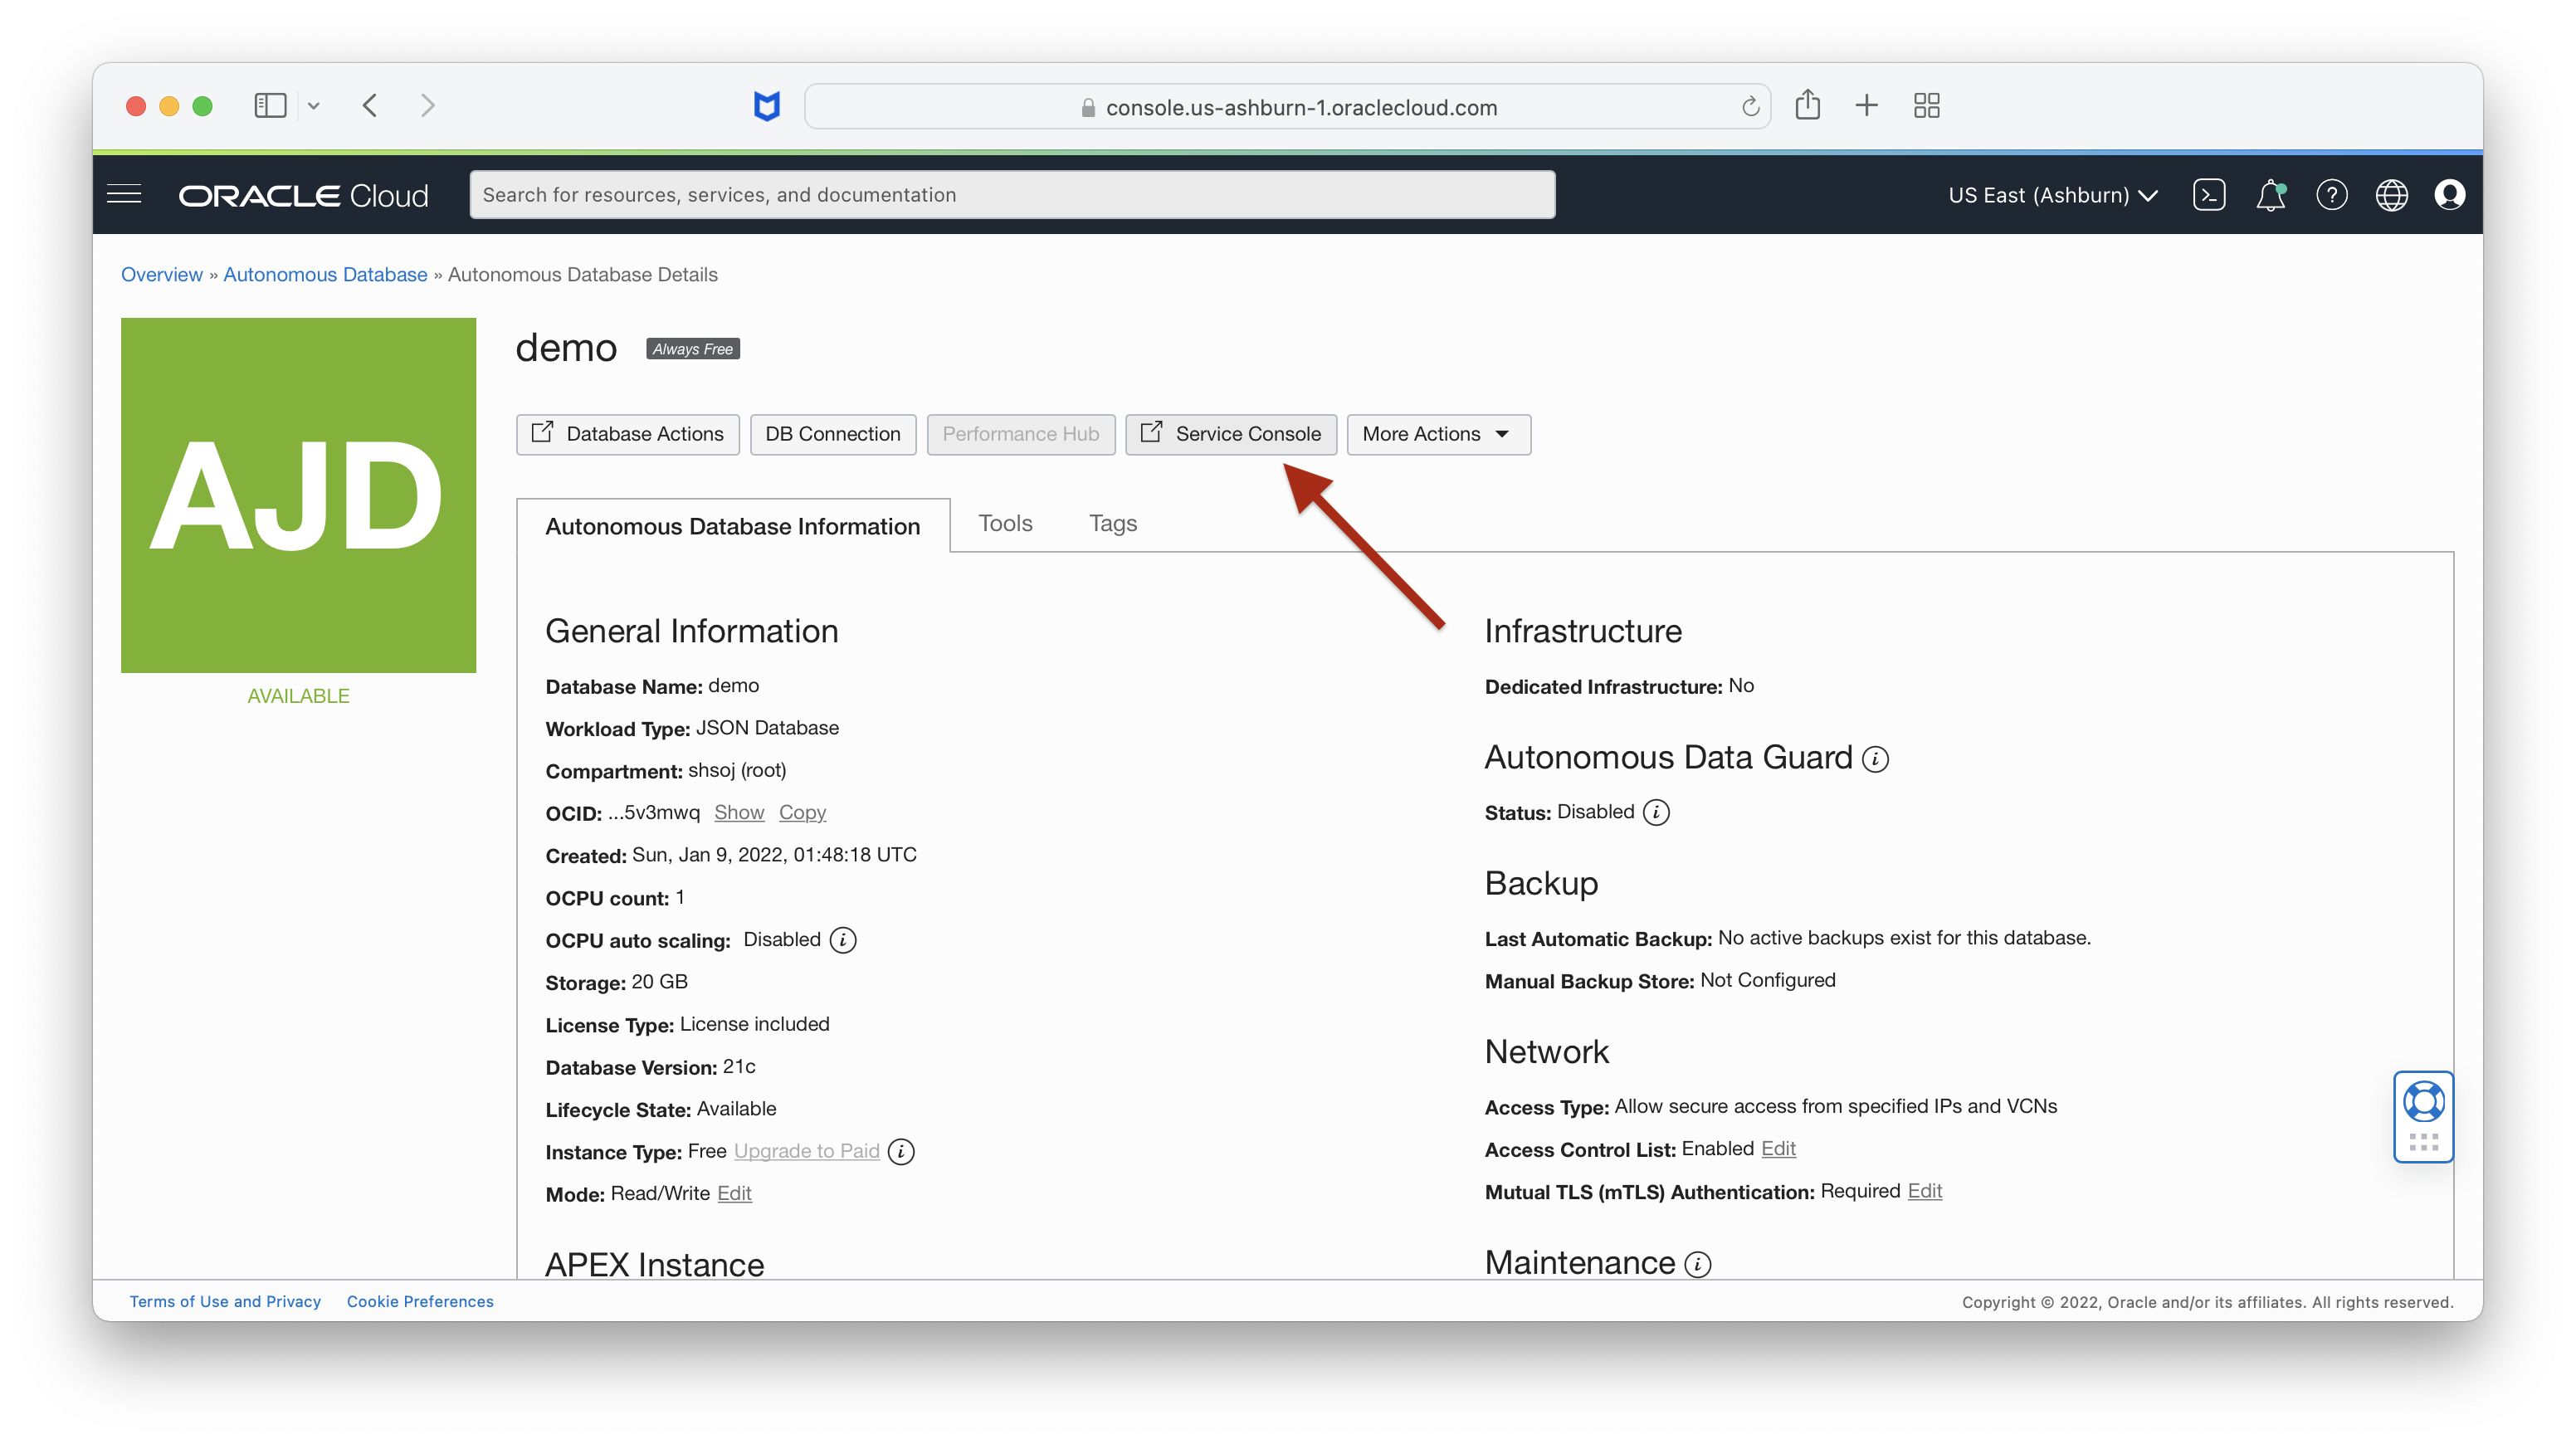 console.us-ashburn-1.oraclecloud.com
ORACLE Cloud
Search for resources, services, and documentation
US East (Ashburn)
Overview » Autonomous Database » Autonomous Database Details
AJD
AVAILABLE
demo Always Free
Database Actions
DB Connection
Performance Hub
Service Console
More Actions
Autonomous Database Information
Tools
Tags
General Information
Database Name: demo
Workload Type: JSON Database
Compartment: shsoj (root)
OCID: ...5v3mwq Show Copy
Created: Sun, Jan 9, 2022, 01:48:18 UTC
OCPU count: 1
OCPU auto scaling: Disabled i
Storage: 20 GB
License Type: License included
Database Version: 21c
Lifecycle State: Available
Instance Type: Free Upgrade to Paid i
Mode: Read/Write Edit
APEX Instance
Infrastructure
Dedicated Infrastructure: No
Autonomous Data Guard i
Status: Disabled i
Backup
Last Automatic Backup: No active backups exist for this database.
Manual Backup Store: Not Configured
Network
Access Type: Allow secure access from specified IPs and VCNs
Access Control List: Enabled Edit
Mutual TLS (mTLS) Authentication: Required Edit
Maintenance i
Terms of Use and Privacy
Cookie Preferences
Copyright © 2022, Oracle and/or its affiliates. All rights reserved.